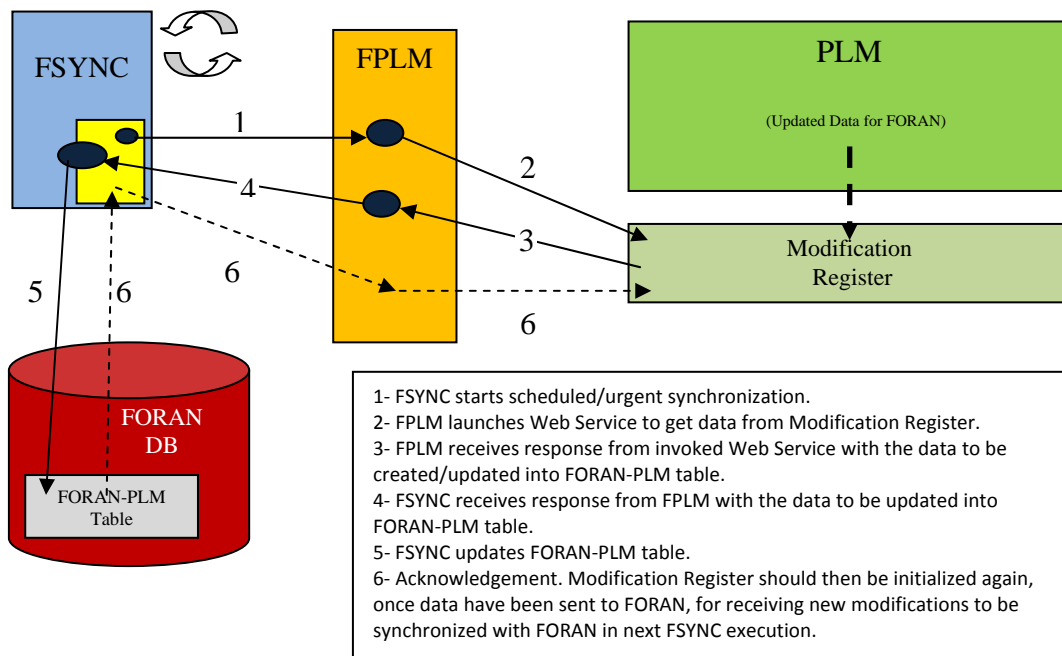 FSYNC
FPLM
PLM
(Updated Data for FORAN)
1
2
4
3
Modification
Register
6
5
6
6
FORAN
DB
FORAN-PLM
Table
1- FSYNC starts scheduled/urgent synchronization.
2- FPLM launches Web Service to get data from Modification Register.
3- FPLM receives response from invoked Web Service with the data to be
created/updated into FORAN-PLM table.
4- FSYNC receives response from FPLM with the data to be updated into
FORAN-PLM table.
5- FSYNC updates FORAN-PLM table.
6- Acknowledgement. Modification Register should then be initialized again,
once data have been sent to FORAN, for receiving new modifications to be
synchronized with FORAN in next FSYNC execution.